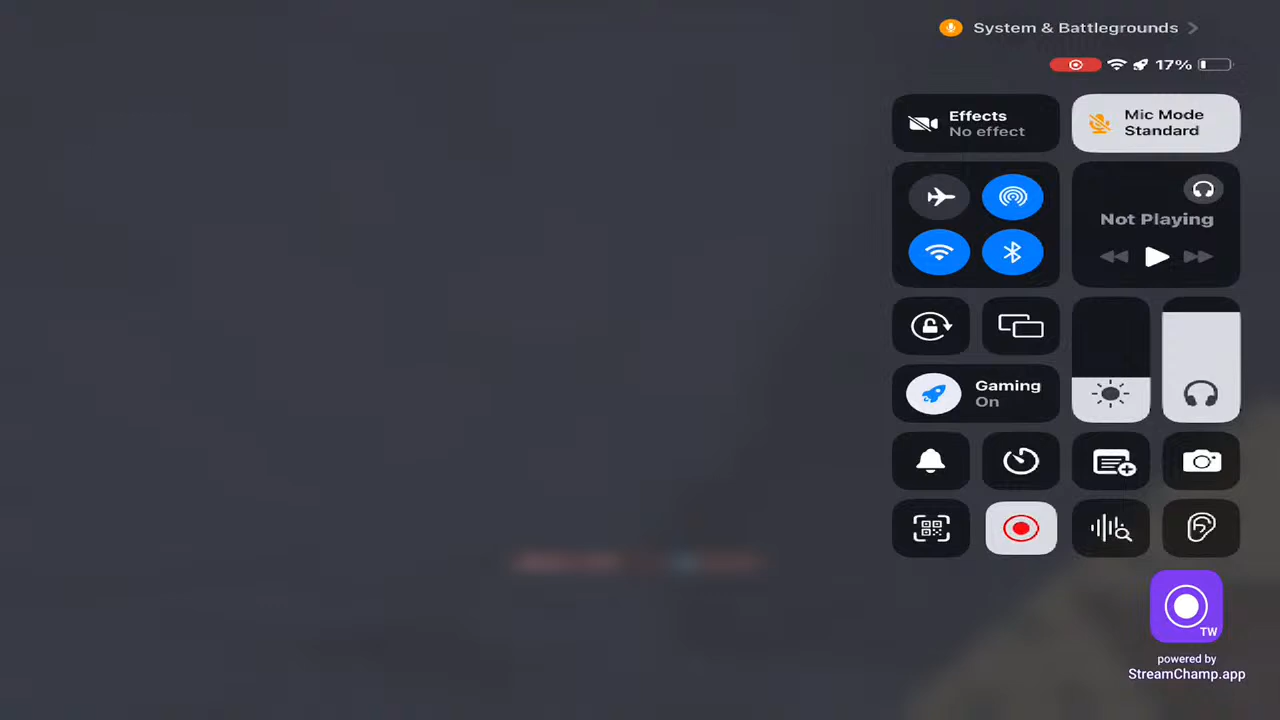 System & Battlegrounds
17%
Effects
No effect
Mic Mode
Standard
Not Playing
Gaming
On
TW
powered by
StreamChamp.app